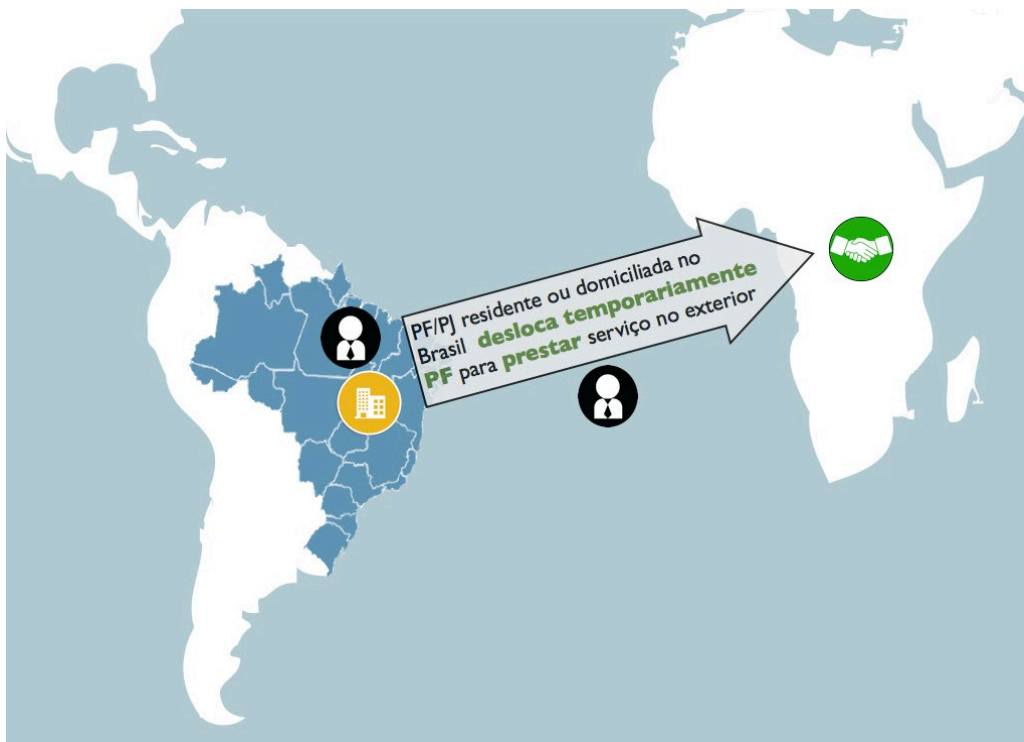 PF/PJ residente ou domiciliada no
Brasil desloca temporariamente
PF para prestar serviço no exterior